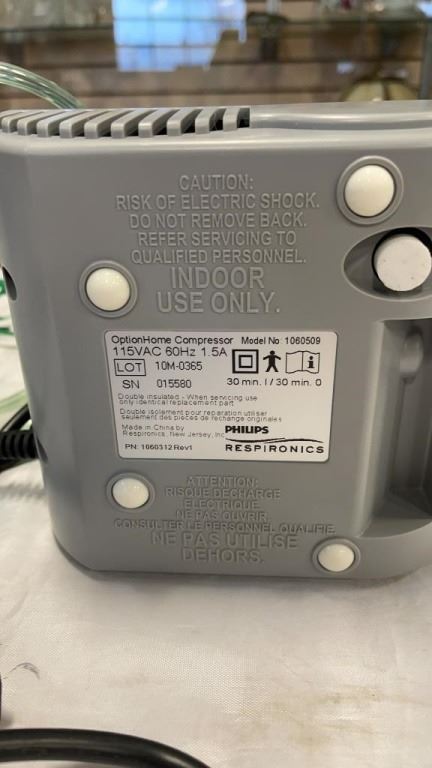 CAUTION:
RISK OF ELECTRIC SHOCK.
DO NOT REMOVE BACK.
REFER SERVICING TO
QUALIFIED PERSONNEL.
INDOOR
USE ONLY.
OptionHome Compressor Model No 1060509
115VAC 60Hz 1.5A
LOT 10M-0365
SN 015580
30 min. I / 30 min. 0
Double insulated - When servicing use
only identical replacement part.
Double isolement pour reparation utiliser
seulement des pieces de rechange originales
Made in China by
Respironics, New Jersey, Inc
PHILIPS
RESPIRONICS
PN: 1060312 Rev1
ATTENTION:
RISQUE DECHARGE
ELECTRIQUE.
NE PAS OUVRIR.
CONSULTER LE PERSONNEL QUALIFIE.
NE PAS UTILISE
DEHORS.